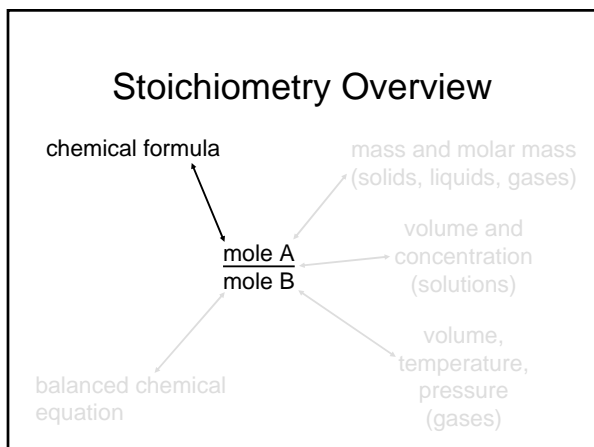 Stoichiometry Overview
chemical formula
mass and molar mass
(solids, liquids, gases)
mole A
mole B
volume and
concentration
(solutions)
balanced chemical
equation
volume,
temperature,
pressure
(gases)